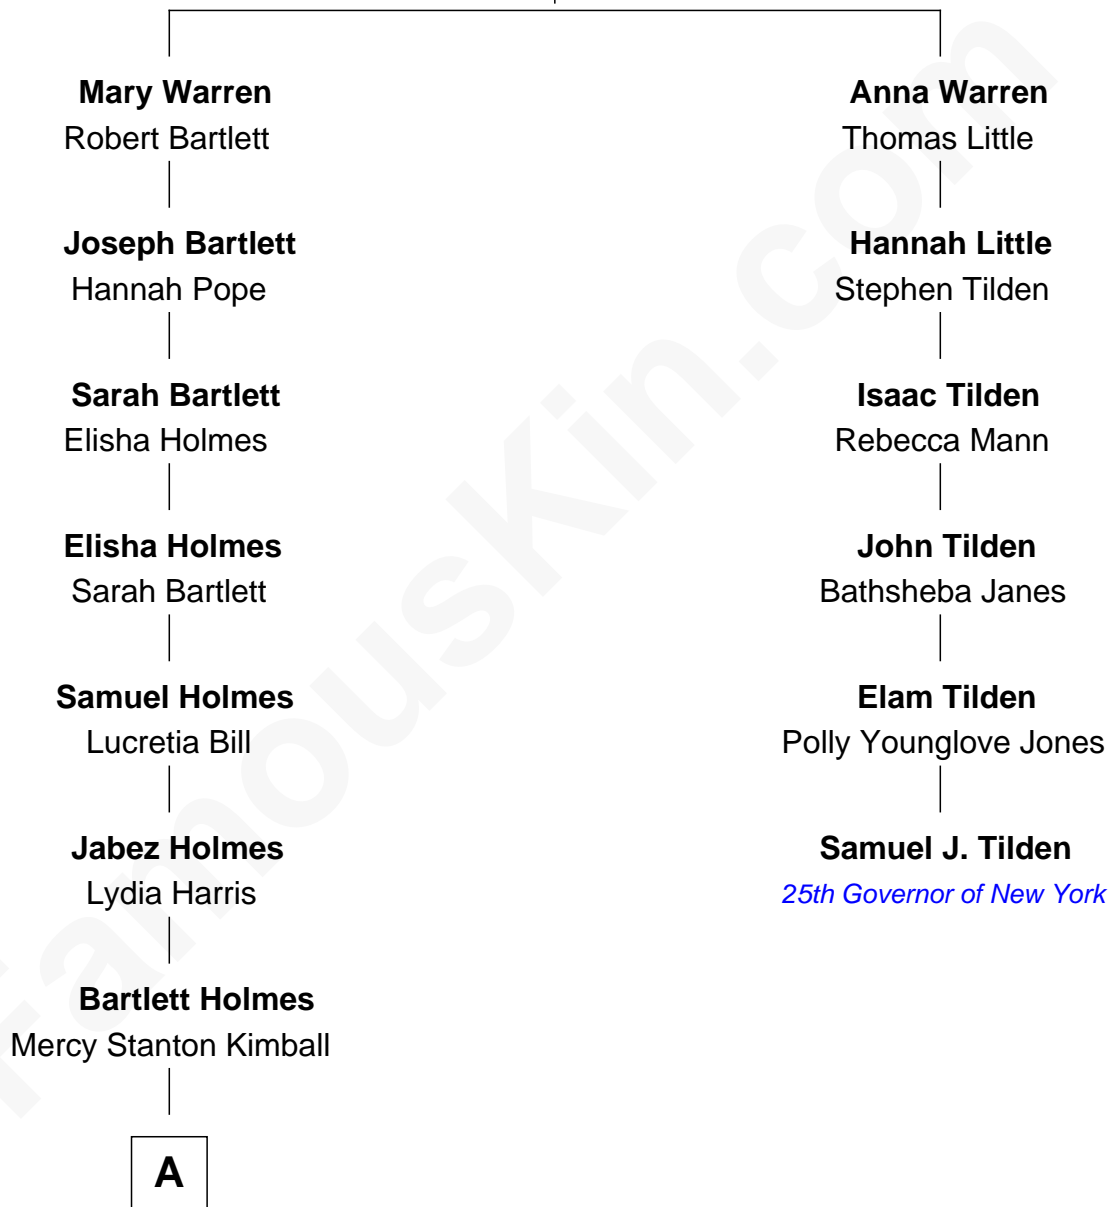 Mary Warren
Robert Bartlett
Joseph Bartlett
Hannah Pope
Sarah Bartlett
Elisha Holmes
Elisha Holmes
Sarah Bartlett
Samuel Holmes
Lucretia Bill
Jabez Holmes
Lydia Harris
Bartlett Holmes
Mercy Stanton Kimball
A
Anna Warren
Thomas Little
Hannah Little
Stephen Tilden
Isaac Tilden
Rebecca Mann
John Tilden
Bathsheba Janes
Elam Tilden
Polly Younglove Jones
Samuel J. Tilden
25th Governor of New York
FamousKin.com